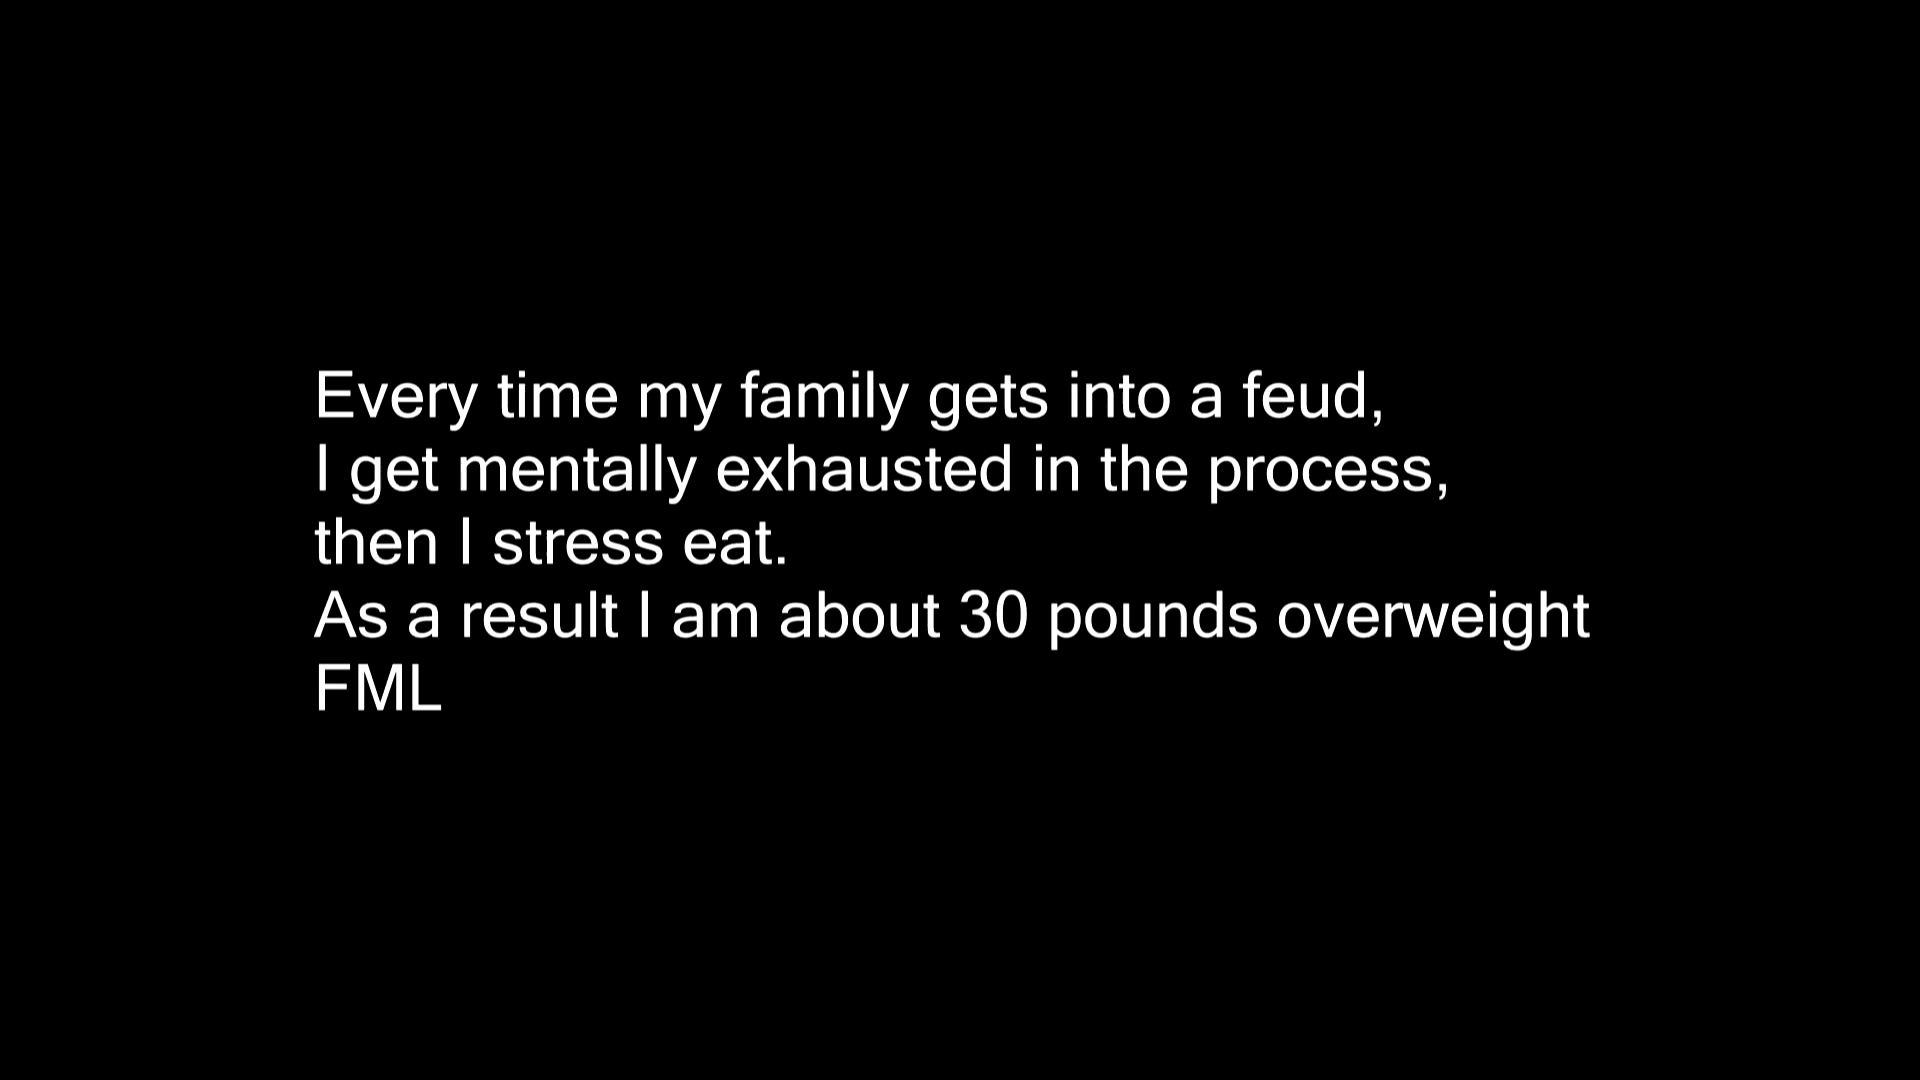 Every time my family gets into a feud,
I get mentally exhausted in the process,
then I stress eat.
As a result I am about 30 pounds overweight
FML